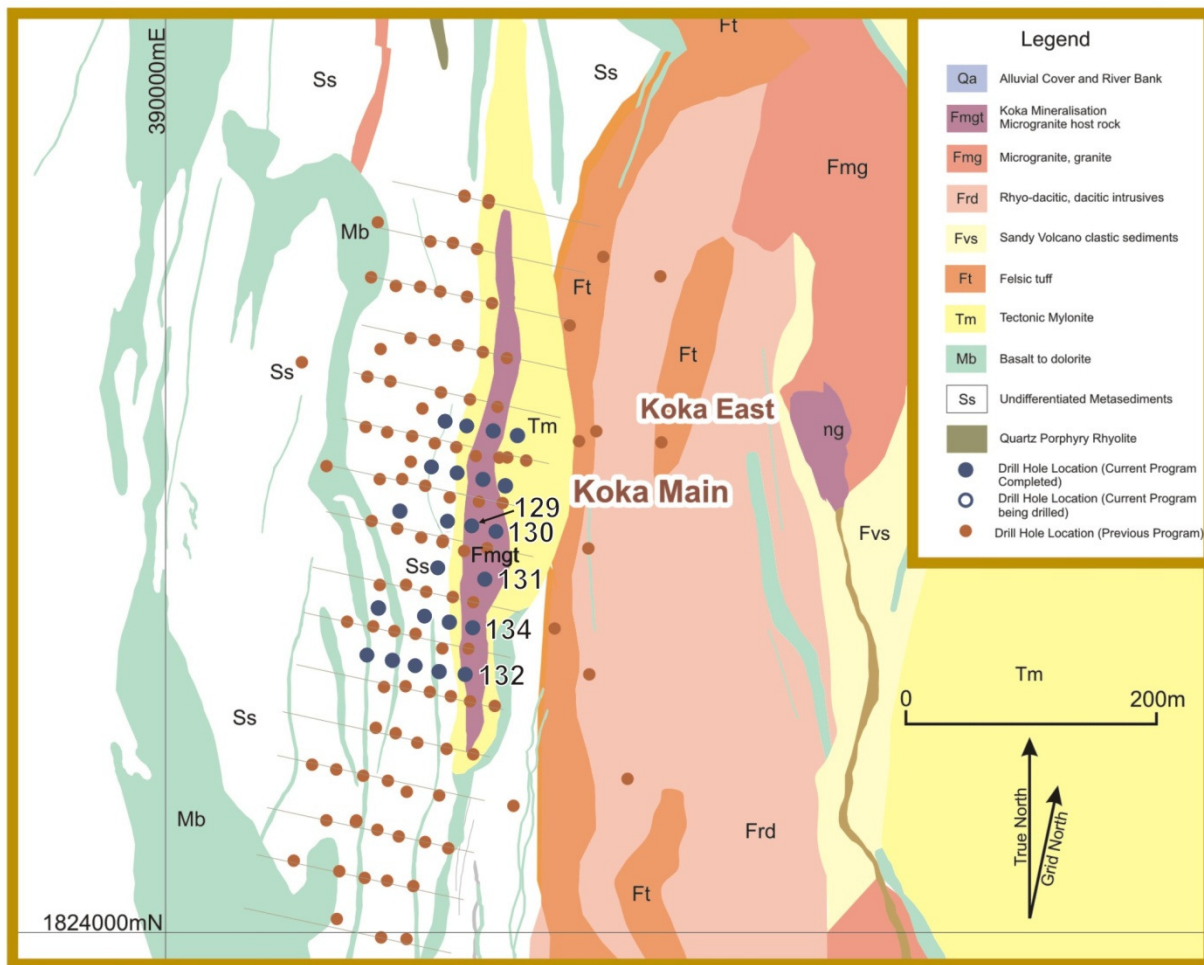 Ft
390000mE
Ss
Ss
Fmg
Mb
Ft
Ft
Ss
Koka East
Tm
ng
Koka Main
129
130
Fmgt
Fvs
Ss
131
134
132
Tm
Ss
0
200m
Mb
Frd
True North
Grid North
Ft
1824000mN
Legend
Qa
Alluvial Cover and River Bank
Fmgt
Koka Mineralisation
Microgranite host rock
Fmg
Microgranite, granite
Frd
Rhyo-dacitic, dacitic intrusives
Fvs
Sandy Volcano clastic sediments
Ft
Felsic tuff
Tm
Tectonic Mylonite
Mb
Basalt to dolorite
Ss
Undifferentiated Metasediments
Quartz Porphyry Rhyolite
Drill Hole Location (Current Program
Completed)
Drill Hole Location (Current Program
being drilled)
Drill Hole Location (Previous Program)